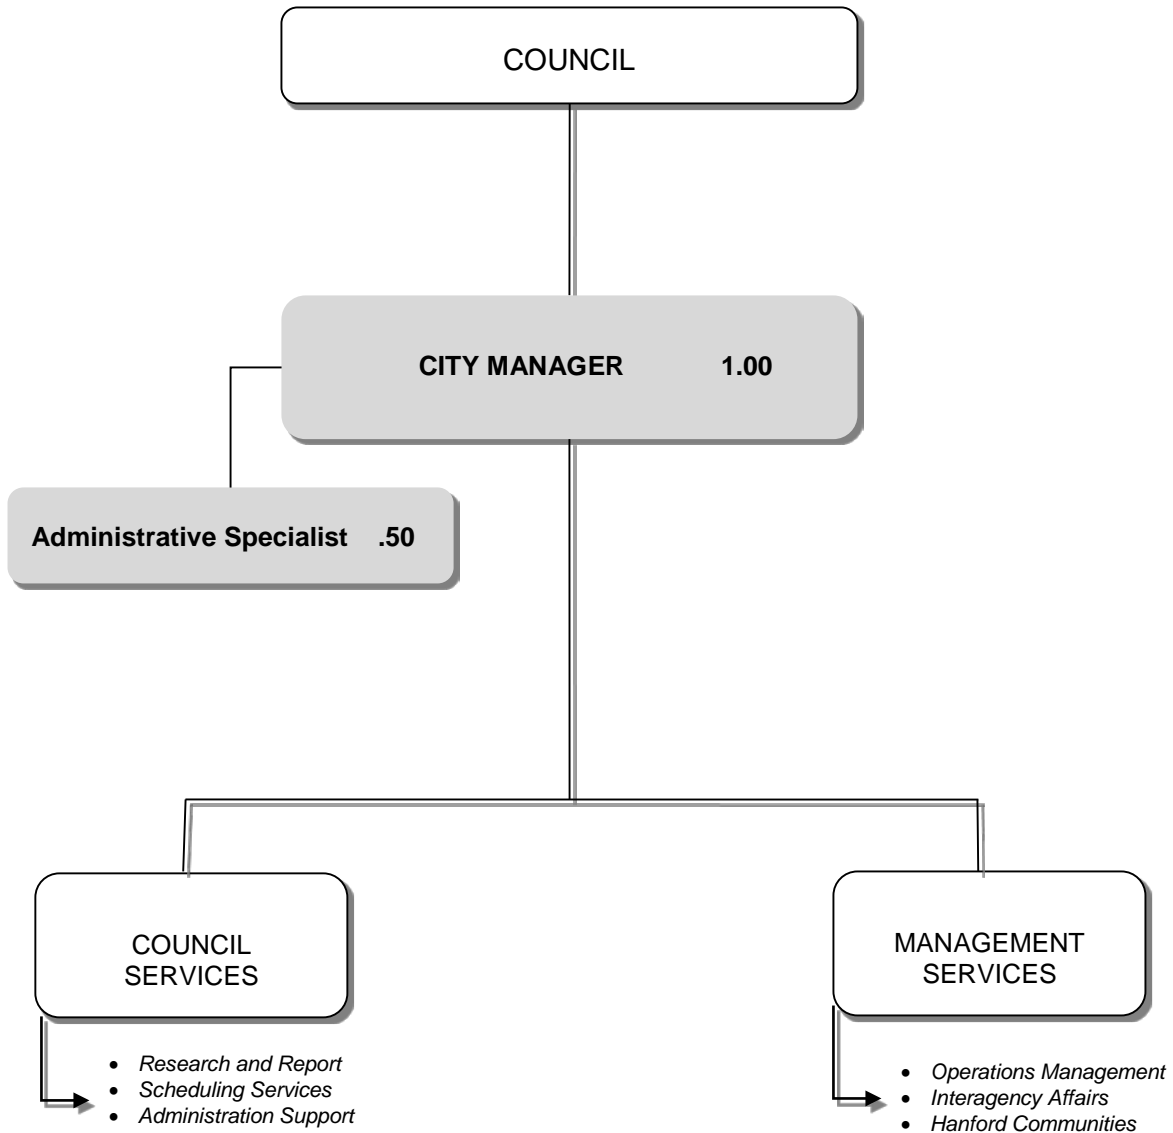 COUNCIL
CITY MANAGER 1.00
Administrative Specialist .50
COUNCIL
SERVICES
• Research and Report
• Scheduling Services
• Administration Support
MANAGEMENT
SERVICES
• Operations Management
• Interagency Affairs
• Hanford Communities